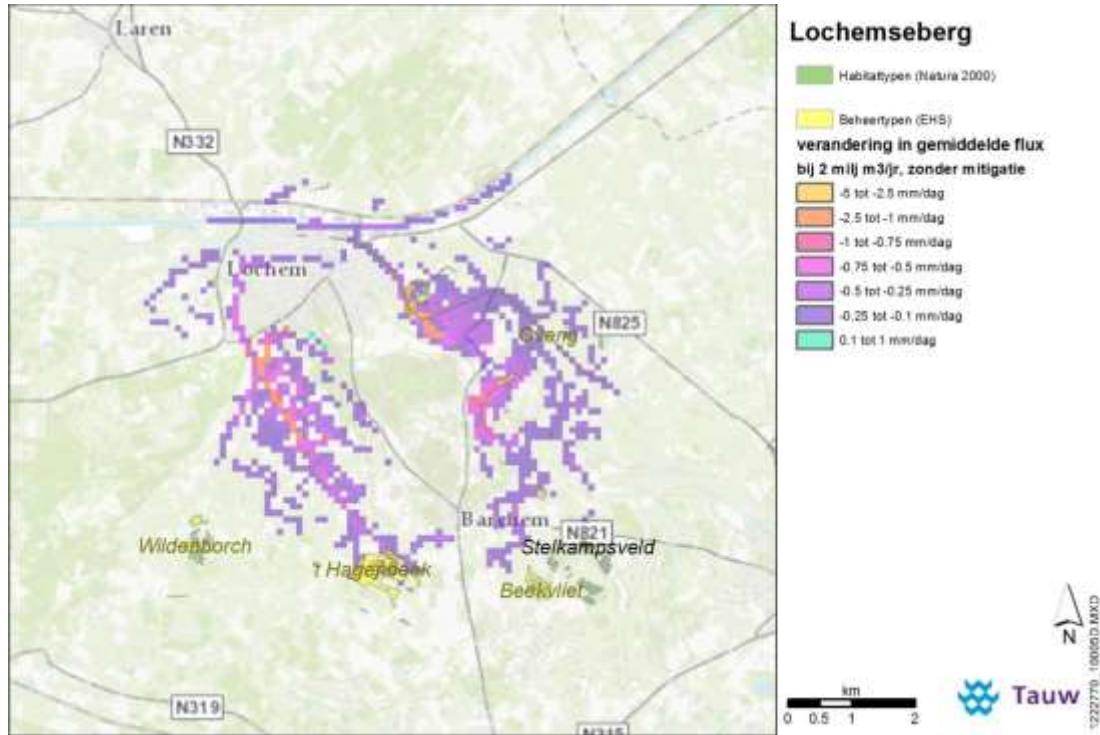 Laren
N332
Lochem
N825
Barchem
N821
Wildenborch
Stelkampsveld
Beekvliet
N319
N315
Lochemseberg
Habitattypen (Natura 2000)
Beheertypen (EHS)
verandering in gemiddelde flux
bij 2 milj m3/jr, zonder mitigatie
-5 tot -2.5 mm/dag
-2.5 tot -1 mm/dag
-1 tot -0.75 mm/dag
-0.75 tot -0.5 mm/dag
-0.5 tot -0.25 mm/dag
-0.25 tot -0.1 mm/dag
0.1 tot 1 mm/dag
N
km
0 0.5 1 2
Tauw